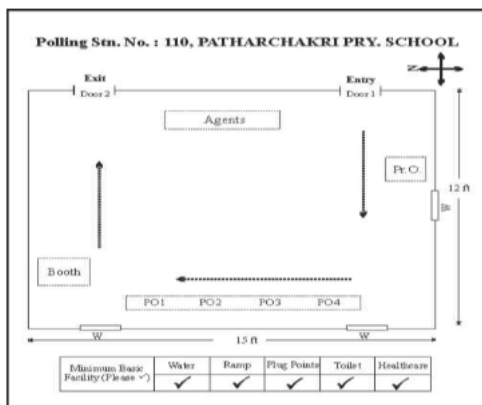 Polling Stn. No. : 110, PATHARCHAKRI PRY. SCHOOL
N
Exit
Door 2
Entry
Door 1
Agents
Pr.O.
12 ft
W
Booth
PO1 PO2 PO3 PO4
W
W
15 ft
Minimum Basic Facility (Please ✓) Water Ramp Plug Points Toilet Healthcare
✓ ✓ ✓ ✓ ✓